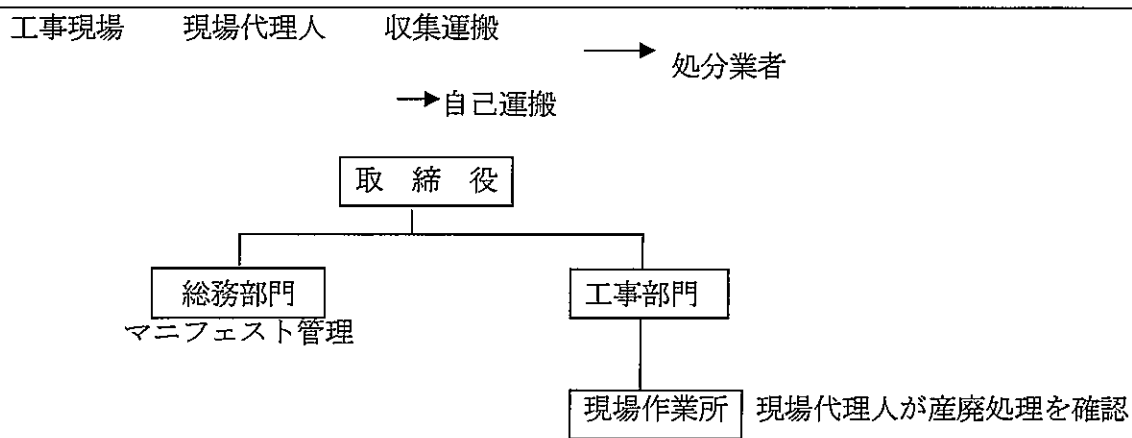 工事現場 現場代理人 収集運搬
処分業者
自己運搬
取 締 役
総務部門 工事部門
マニフェスト管理
現場作業所 現場代理人が産廃処理を確認